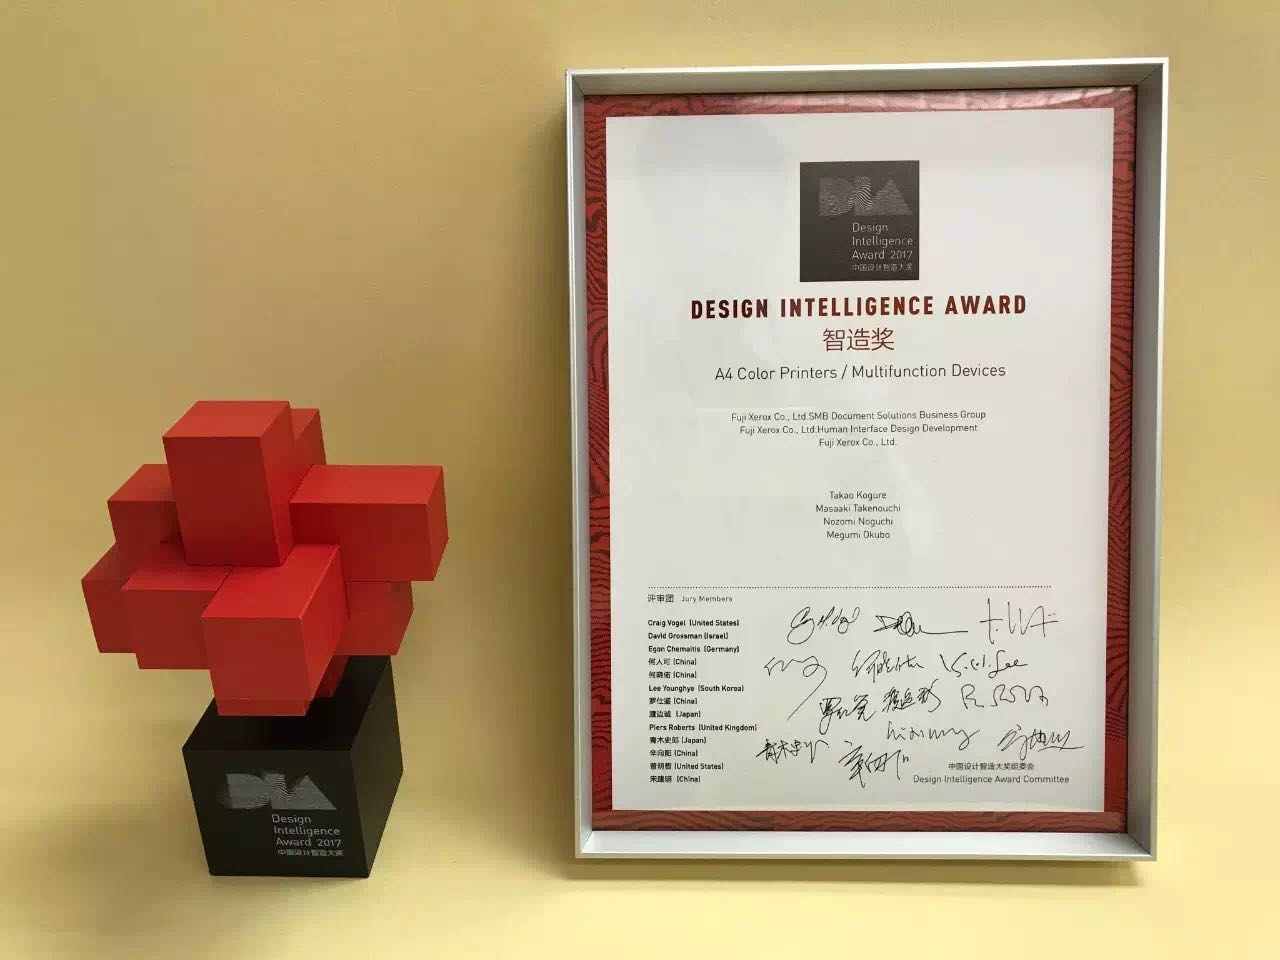 DIA
Design
Intelligence
Award 2017
中国设计智造大奖
DESIGN INTELLIGENCE AWARD
智造奖
A4 Color Printers / Multifunction Devices
Fuji Xerox Co., Ltd.SMB Document Solutions Business Group
Fuji Xerox Co., Ltd.Human Interface Design Development
Fuji Xerox Co., Ltd.
Takao Kogure
Masaaki Takenouchi
Nozomi Noguchi
Megumi Okubo
评审团 Jury Members
Craig Vogel (United States)
David Grossman (Israel)
Egon Chemaitis (Germany)
何人可 (China)
何晓佑 (China)
Lee Younghye (South Korea)
罗仕鉴 (China)
渡边诚 (Japan)
Piers Roberts (United Kingdom)
青木史郎 (Japan)
辛向阳 (China)
曾明哲 (United States)
宋建明 (China)
中国设计智造大奖组委会
Design Intelligence Award Committee
DIA
Design
Intelligence
Award 2017
中国设计智造大奖